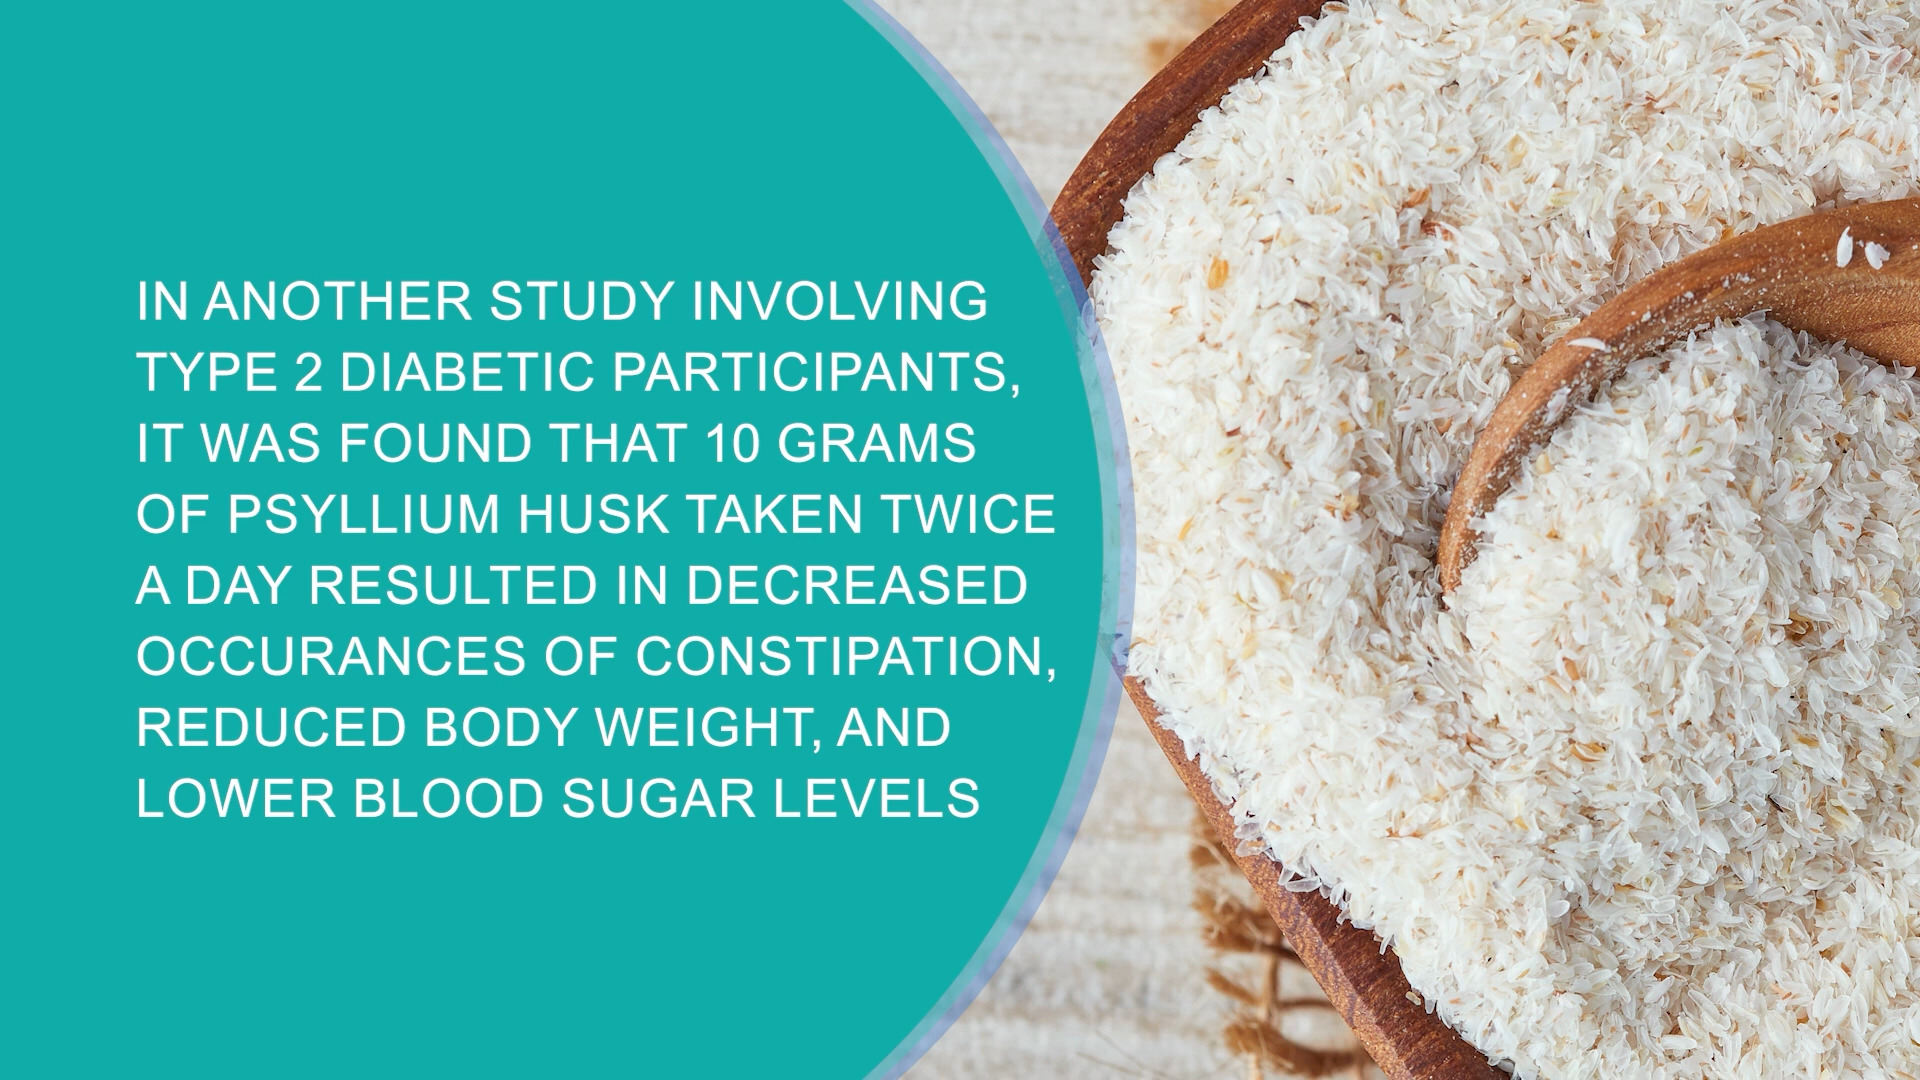 IN ANOTHER STUDY INVOLVING
TYPE 2 DIABETIC PARTICIPANTS,
IT WAS FOUND THAT 10 GRAMS
OF PSYLLIUM HUSK TAKEN TWICE
A DAY RESULTED IN DECREASED
OCCURANCES OF CONSTIPATION,
REDUCED BODY WEIGHT, AND
LOWER BLOOD SUGAR LEVELS